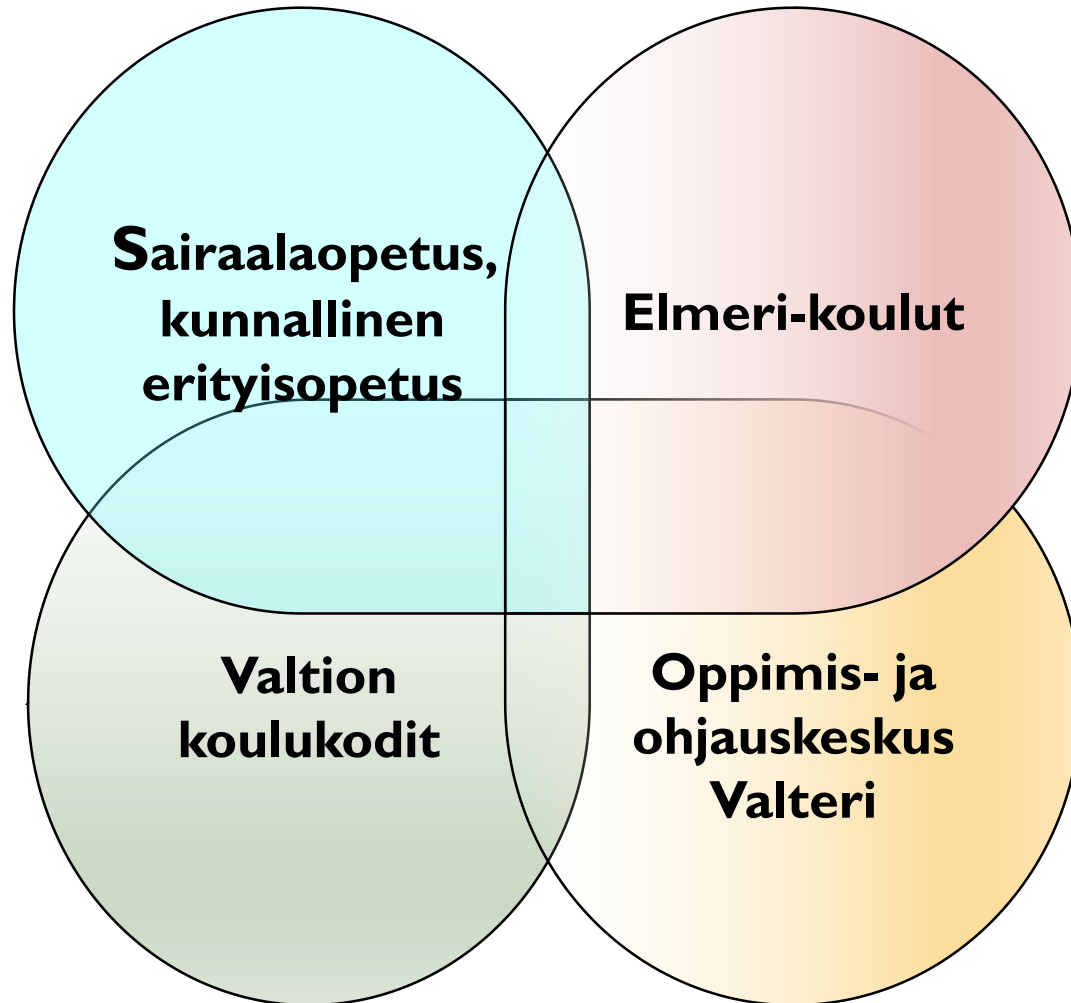 Sairaalaopetus,
kunnallinen
erityisopetus
Elmeri-koulut
Valtion
koulukodit
Oppimis- ja
ohjauskeskus
Valteri